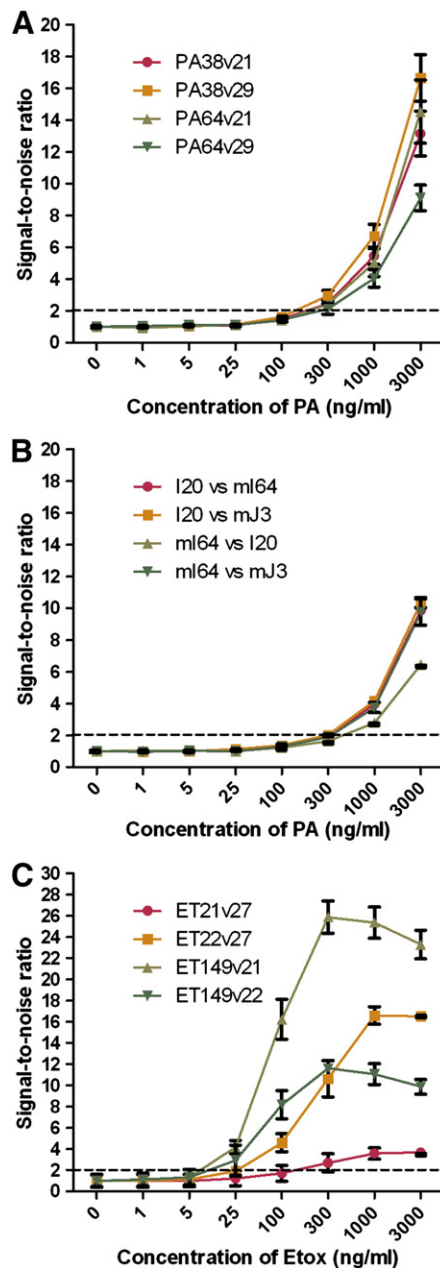 A
Signal-to-noise ratio
20
18
16
14
12
10
8
6
4
2
0
PA38v21
PA38v29
PA64v21
PA64v29
0 1 5 25 100 300 1000 3000
Concentration of PA (ng/ml)
B
Signal-to-noise ratio
20
18
16
14
12
10
8
6
4
2
0
I20 vs mI64
I20 vs mJ3
mI64 vs I20
mI64 vs mJ3
0 1 5 25 100 300 1000 3000
Concentration of PA (ng/ml)
C
Signal-to-noise ratio
30
28
26
24
22
20
18
16
14
12
10
8
6
4
2
0
ET21v27
ET22v27
ET149v21
ET149v22
0 1 5 25 100 300 1000 3000
Concentration of Etox (ng/ml)